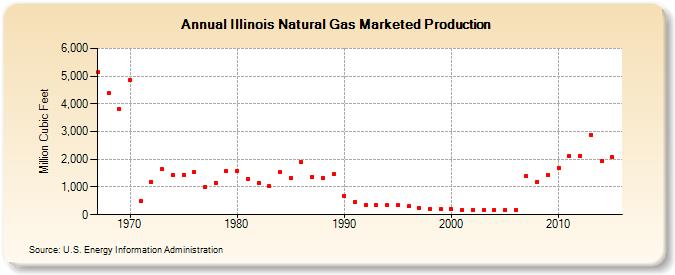 Annual Illinois Natural Gas Marketed Production
Million Cubic Feet
6,000
5,000
4,000
3,000
2,000
1,000
0
1970 1980 1990 2000 2010
Source: U.S. Energy Information Administration